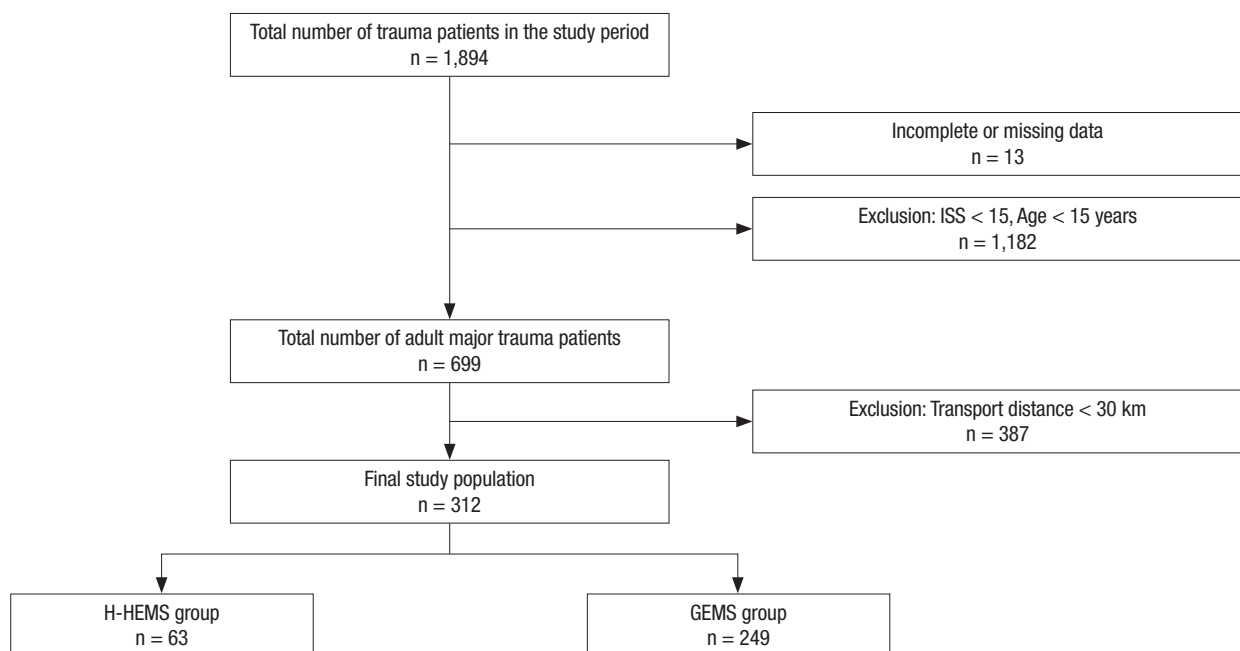 Total number of trauma patients in the study period
n = 1,894
Incomplete or missing data
n = 13
Exclusion: ISS < 15, Age < 15 years
n = 1,182
Total number of adult major trauma patients
n = 699
Exclusion: Transport distance < 30 km
n = 387
Final study population
n = 312
H-HEMS group
n = 63
GEMS group
n = 249